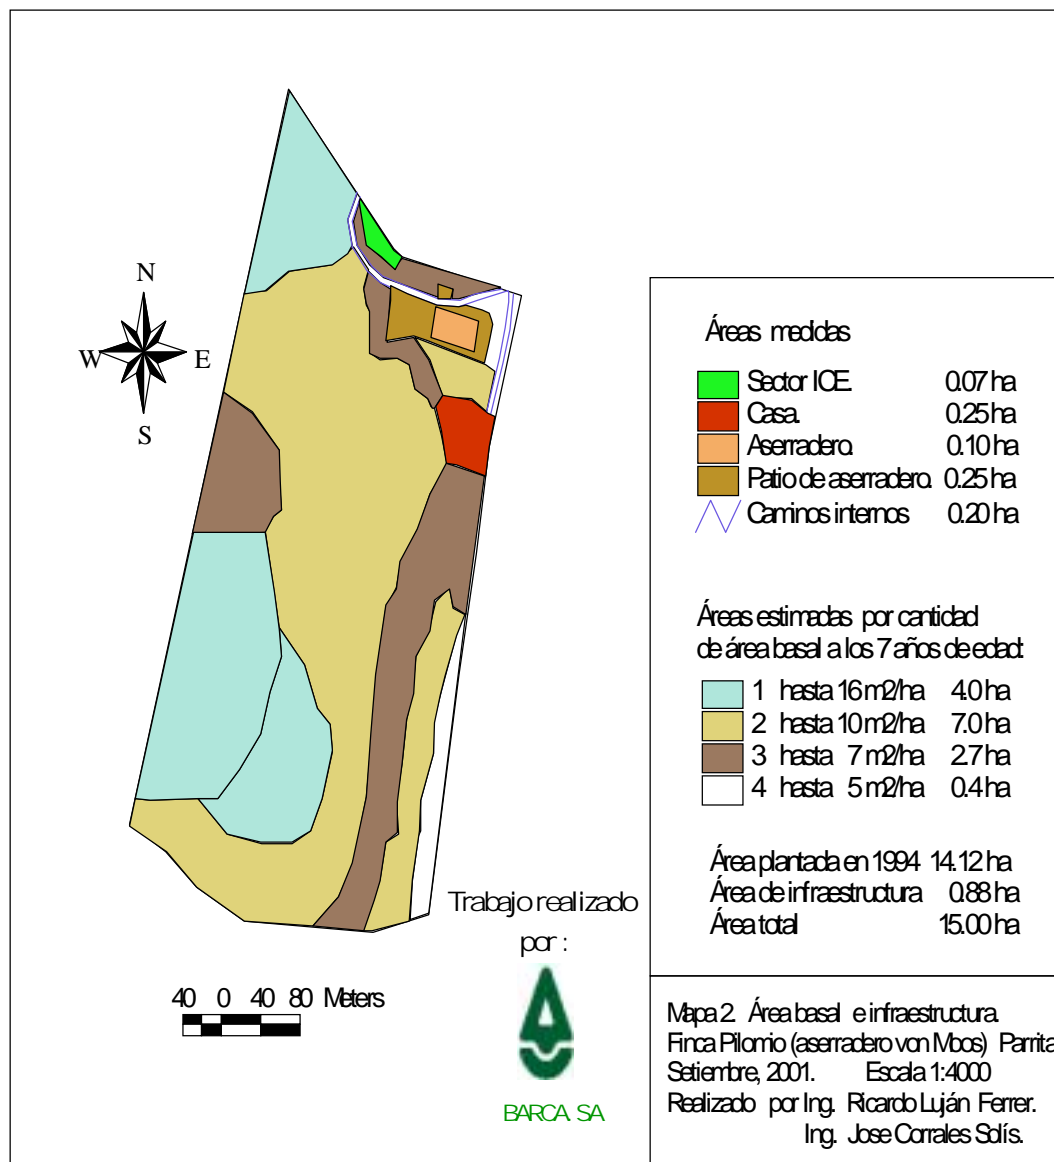 N
W E
S
Áreas medidas
Sector ICE. 0.07 ha
Casa. 0.25 ha
Aserradero. 0.10 ha
Patio de aserradero. 0.25 ha
Caminos internos 0.20 ha
Áreas estimadas por cantidad
de área basal a los 7 años de edad:
1 hasta 16 m2/ha 4.0 ha
2 hasta 10 m2/ha 7.0 ha
3 hasta 7 m2/ha 2.7 ha
4 hasta 5 m2/ha 0.4 ha
Área plantada en 1994 14.12 ha
Área de infraestructura 0.88 ha
Área total 15.00 ha
Trabajo realizado
por :
BARCA SA
40 0 40 80 Meters
Mapa 2. Área basal e infraestructura.
Finca Pilornio (aserradero von Moos) Parrita
Setiembre, 2001. Escala 1:4000
Realizado por Ing. Ricardo Luján Ferrer.
Ing. Jose Corrales Solís.